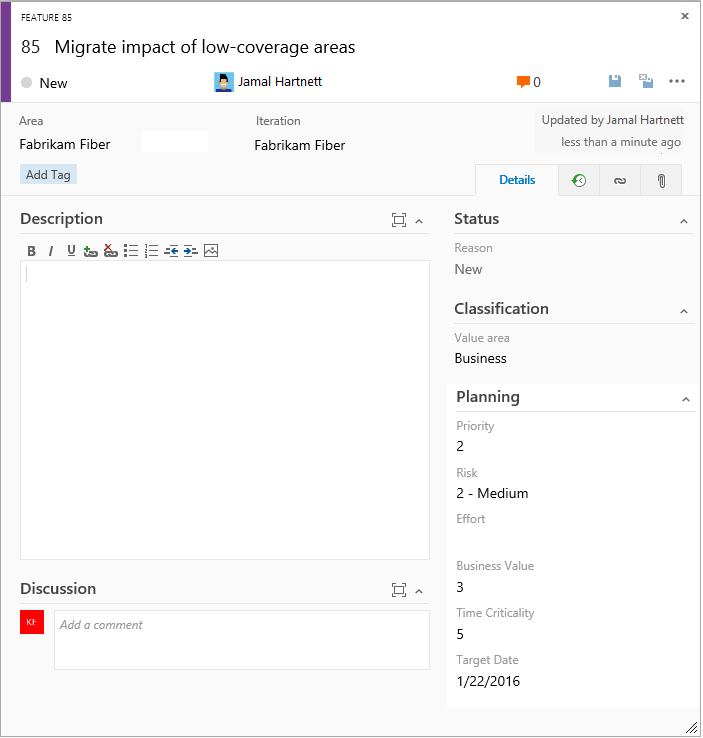 FEATURE 85
85 Migrate impact of low-coverage areas
New
Jamal Hartnett
0
Area
Fabrikam Fiber
Iteration
Fabrikam Fiber
Updated by Jamal Hartnett
less than a minute ago
Add Tag
Details
Description
B I U
Discussion
KF
Add a comment
Status
Reason
New
Classification
Value area
Business
Planning
Priority
2
Risk
2 - Medium
Effort
Business Value
3
Time Criticality
5
Target Date
1/22/2016